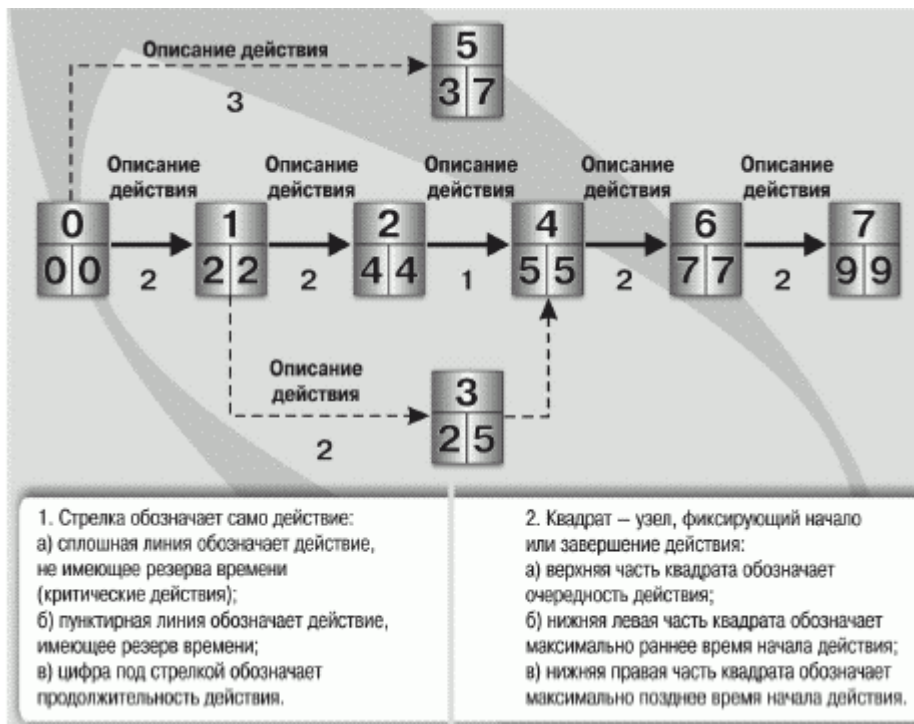 Описание действия
5
3 7
3
Описание
действия
Описание
действия
Описание
действия
Описание
действия
Описание
действия
0
0 0
2
1
2 2
2
2
4 4
1
4
5 5
2
6
7 7
2
7
9 9
Описание
действия
2
3
2 5
1. Стрелка обозначает само действие:
а) сплошная линия обозначает действие,
не имеющее резерва времени
(критические действия);
б) пунктирная линия обозначает действие,
имеющее резерв времени;
в) цифра под стрелкой обозначает
продолжительность действия.
2. Квадрат – узел, фиксирующий начало
или завершение действия:
а) верхняя часть квадрата обозначает
очередность действия;
б) нижняя левая часть квадрата обозначает
максимально раннее время начала действия;
в) нижняя правая часть квадрата обозначает
максимально позднее время начала действия.